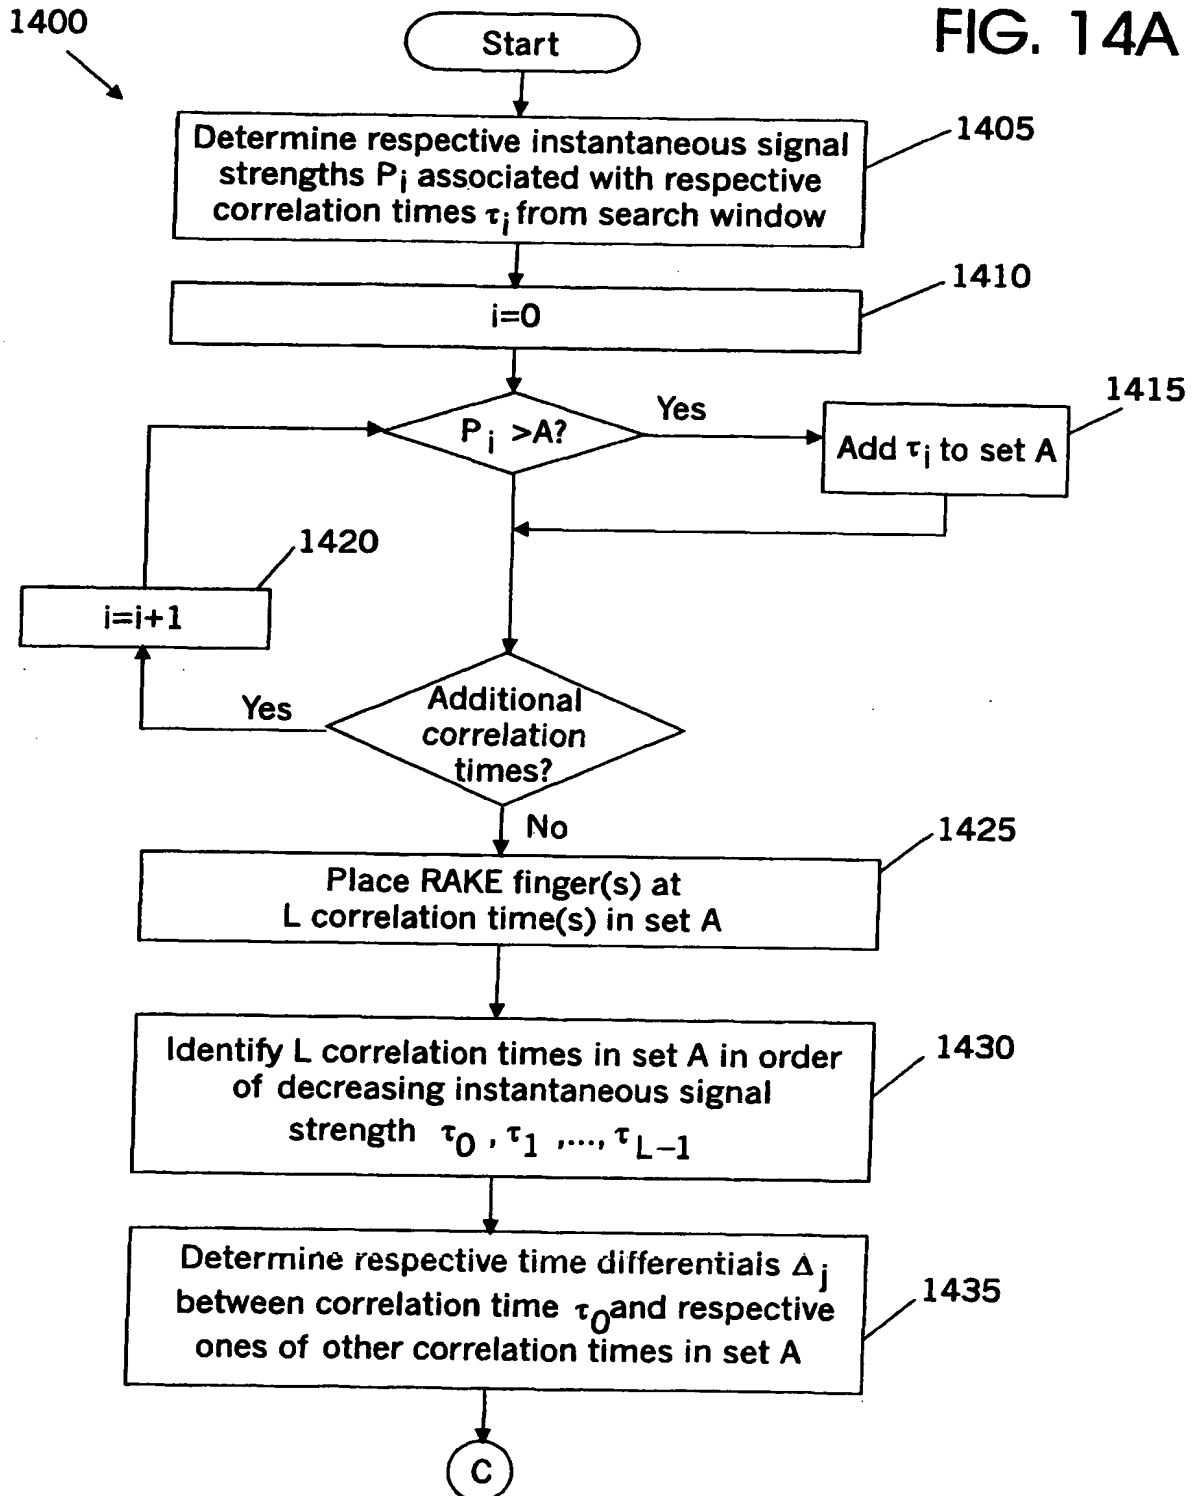 1400
FIG. 14A
Start
Determine respective instantaneous signal
strengths Pi associated with respective
correlation times τi from search window
1405
i=0
1410
Pi >A?
Yes
Add τi to set A
1415
i=i+1
1420
Yes
Additional
correlation
times?
No
Place RAKE finger(s) at
L correlation time(s) in set A
1425
Identify L correlation times in set A in order
of decreasing instantaneous signal
strength τ0 , τ1 ,..., τL−1
1430
Determine respective time differentials Δj
between correlation time τ0 and respective
ones of other correlation times in set A
1435
C